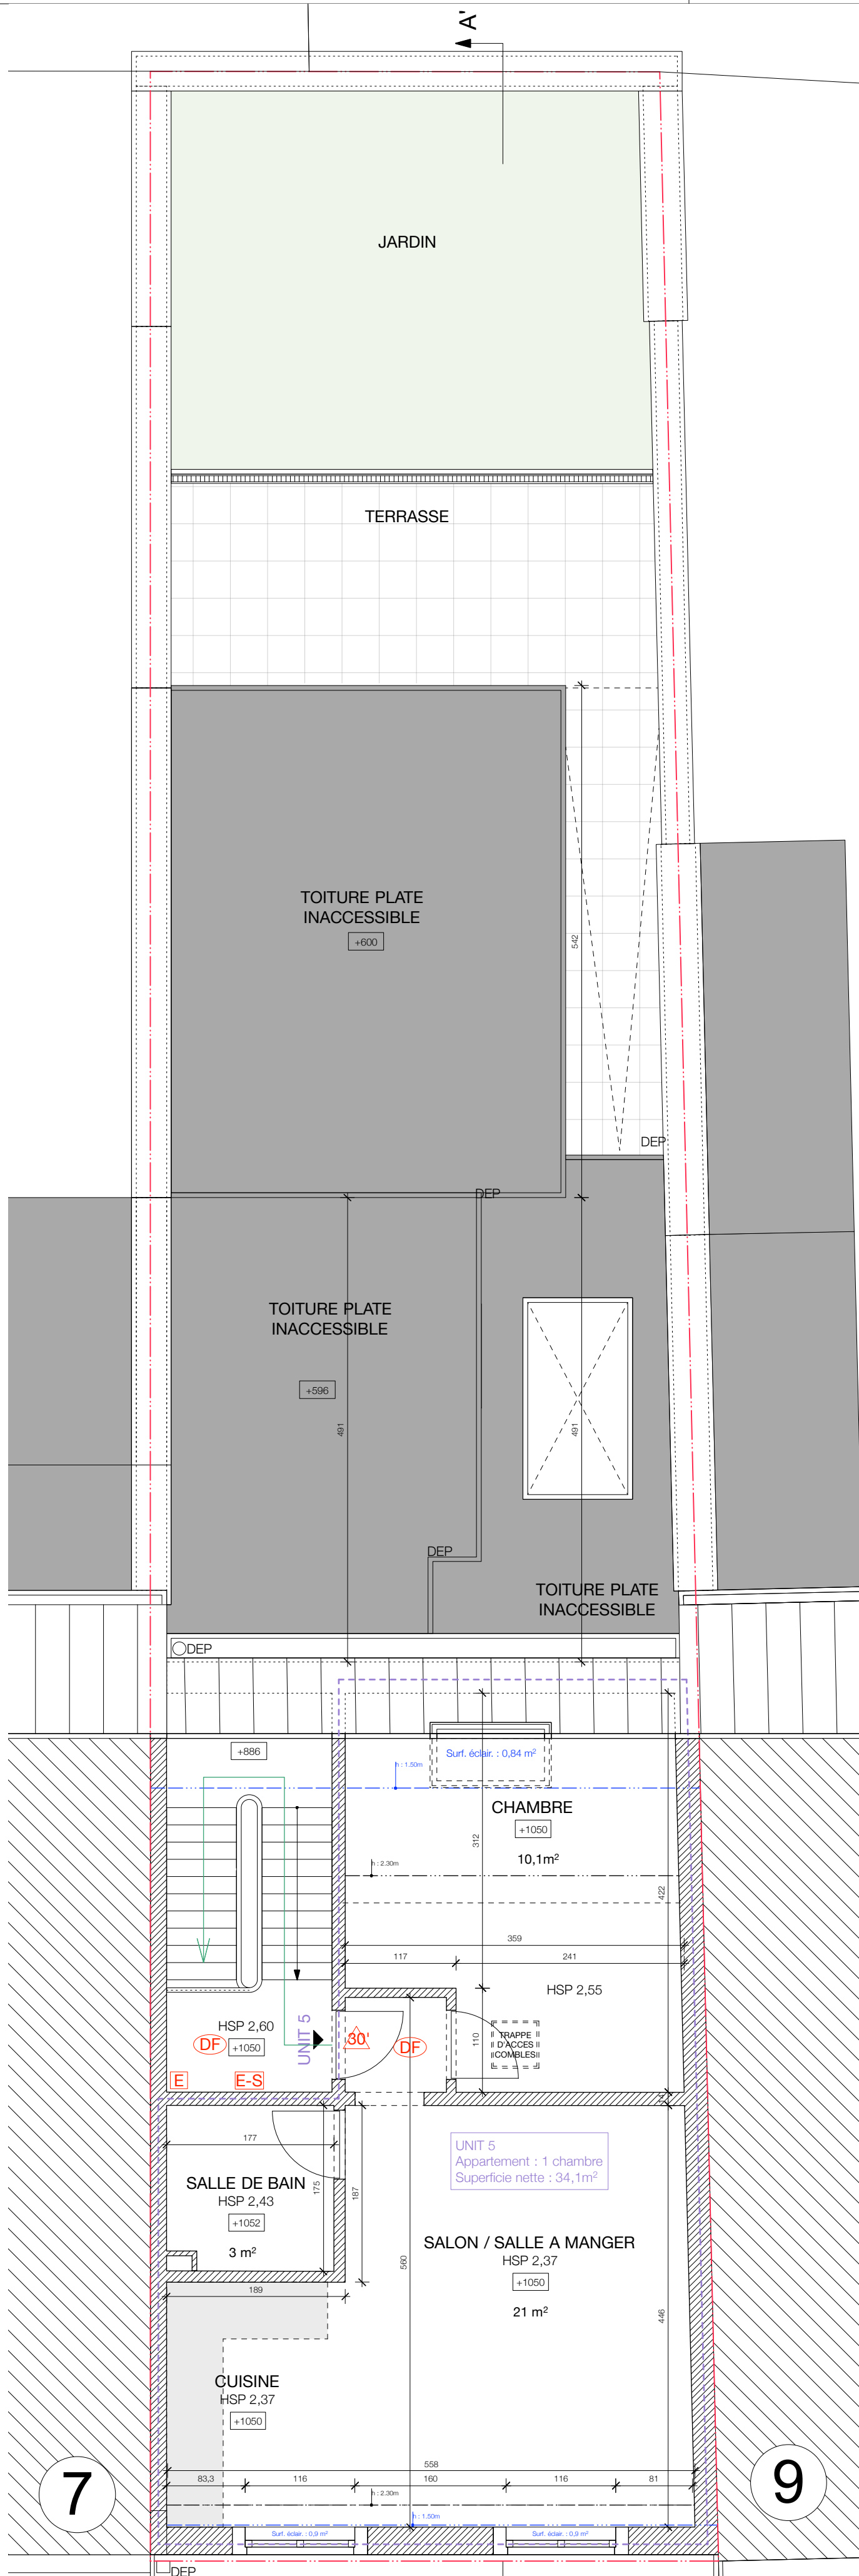 A'
JARDIN
TERRASSE
TOITURE PLATE
INACCESSIBLE
+600
542
DEP
DEP
TOITURE PLATE
INACCESSIBLE
+596
491
491
DEP
TOITURE PLATE
INACCESSIBLE
DEP
+886
Surf. éclair. : 0,84 m²
h : 1.50m
CHAMBRE
+1050
10,1m²
312
h : 2.30m
422
359
117
241
HSP 2,55
HSP 2,60
DF
+1050
UNIT 5
30'
DF
110
TRAPPE
D'ACCES
COMBLES
E
E-S
14
177
UNIT 5
Appartement : 1 chambre
Superficie nette : 34,1m²
SALLE DE BAIN
HSP 2,43
+1052
3 m²
175
187
SALON / SALLE A MANGER
HSP 2,37
+1050
21 m²
560
446
189
CUISINE
HSP 2,37
+1050
558
83,3
116
160
116
81
h : 2.30m
h : 1.50m
Surf. éclair. : 0,9 m²
Surf. éclair. : 0,9 m²
7
9
DEP